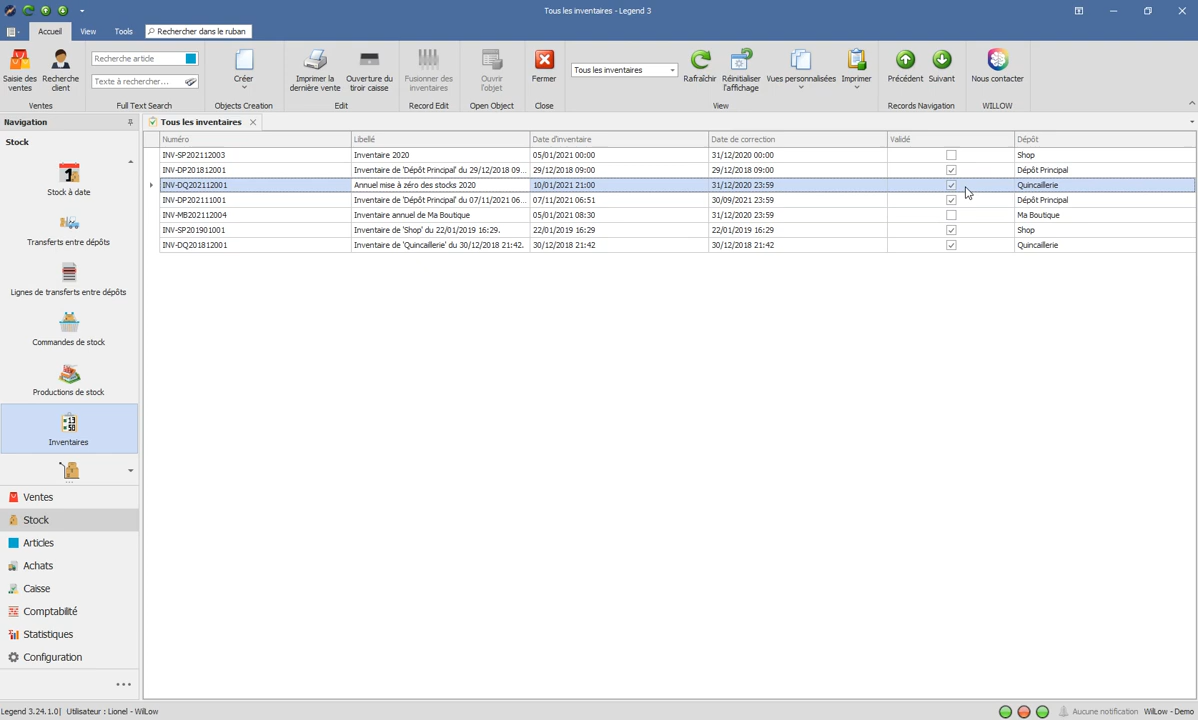 Tous les inventaires - Legend 3
Accueil View Tools Rechercher dans le ruban
Saisie des ventes
Recherche client
Ventes
Recherche article
Texte à rechercher...
Full Text Search
Créer
Objects Creation
Imprimer la dernière vente
Ouverture du tiroir caisse
Edit
Fusionner des inventaires
Record Edit
Ouvrir l'objet
Open Object
Fermer
Close
Tous les inventaires
Rafraîchir
Réinitialiser l'affichage
Vues personnalisées
Imprimer
View
Précédent
Suivant
Records Navigation
Nous contacter
WILLOW
Navigation
Stock
Stock à date
Transferts entre dépôts
Lignes de transferts entre dépôts
Commandes de stock
Productions de stock
Inventaires
...
Ventes
Stock
Articles
Achats
Caisse
Comptabilité
Statistiques
Configuration
Tous les inventaires
Numéro Libellé Date d'inventaire Date de correction Validé Dépôt
INV-SP202112003 Inventaire 2020 05/01/2021 00:00 31/12/2020 00:00 Shop
INV-DP201812001 Inventaire de 'Dépôt Principal' du 29/12/2018 09... 29/12/2018 09:00 29/12/2018 09:00 Dépôt Principal
INV-DQ202112001 Annuel mise à zéro des stocks 2020 10/01/2021 21:00 31/12/2020 23:59 Quincaillerie
INV-DP202111001 Inventaire de 'Dépôt Principal' du 07/11/2021 06... 07/11/2021 06:51 30/09/2021 23:59 Dépôt Principal
INV-MB202112004 Inventaire annuel de Ma Boutique 05/01/2021 08:30 31/12/2020 23:59 Ma Boutique
INV-SP201901001 Inventaire de 'Shop' du 22/01/2019 16:29. 22/01/2019 16:29 22/01/2019 16:29 Shop
INV-DQ201812001 Inventaire de 'Quincaillerie' du 30/12/2018 21:42. 30/12/2018 21:42 30/12/2018 21:42 Quincaillerie
Legend 3.24.1.0| Utilisateur : Lionel - WilLow
Aucune notification WilLow - Demo